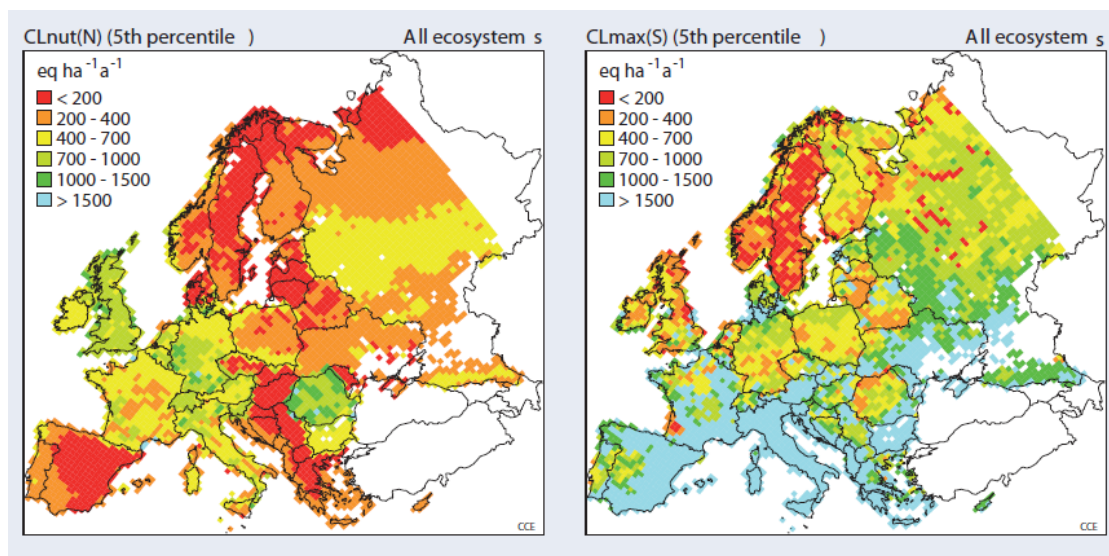 CLnut(N) (5th percentile ) All ecosystem s
eq ha⁻¹a⁻¹
< 200
200 - 400
400 - 700
700 - 1000
1000 - 1500
> 1500
CCE
CLmax(S) (5th percentile ) All ecosystem s
eq ha⁻¹a⁻¹
< 200
200 - 400
400 - 700
700 - 1000
1000 - 1500
> 1500
CCE